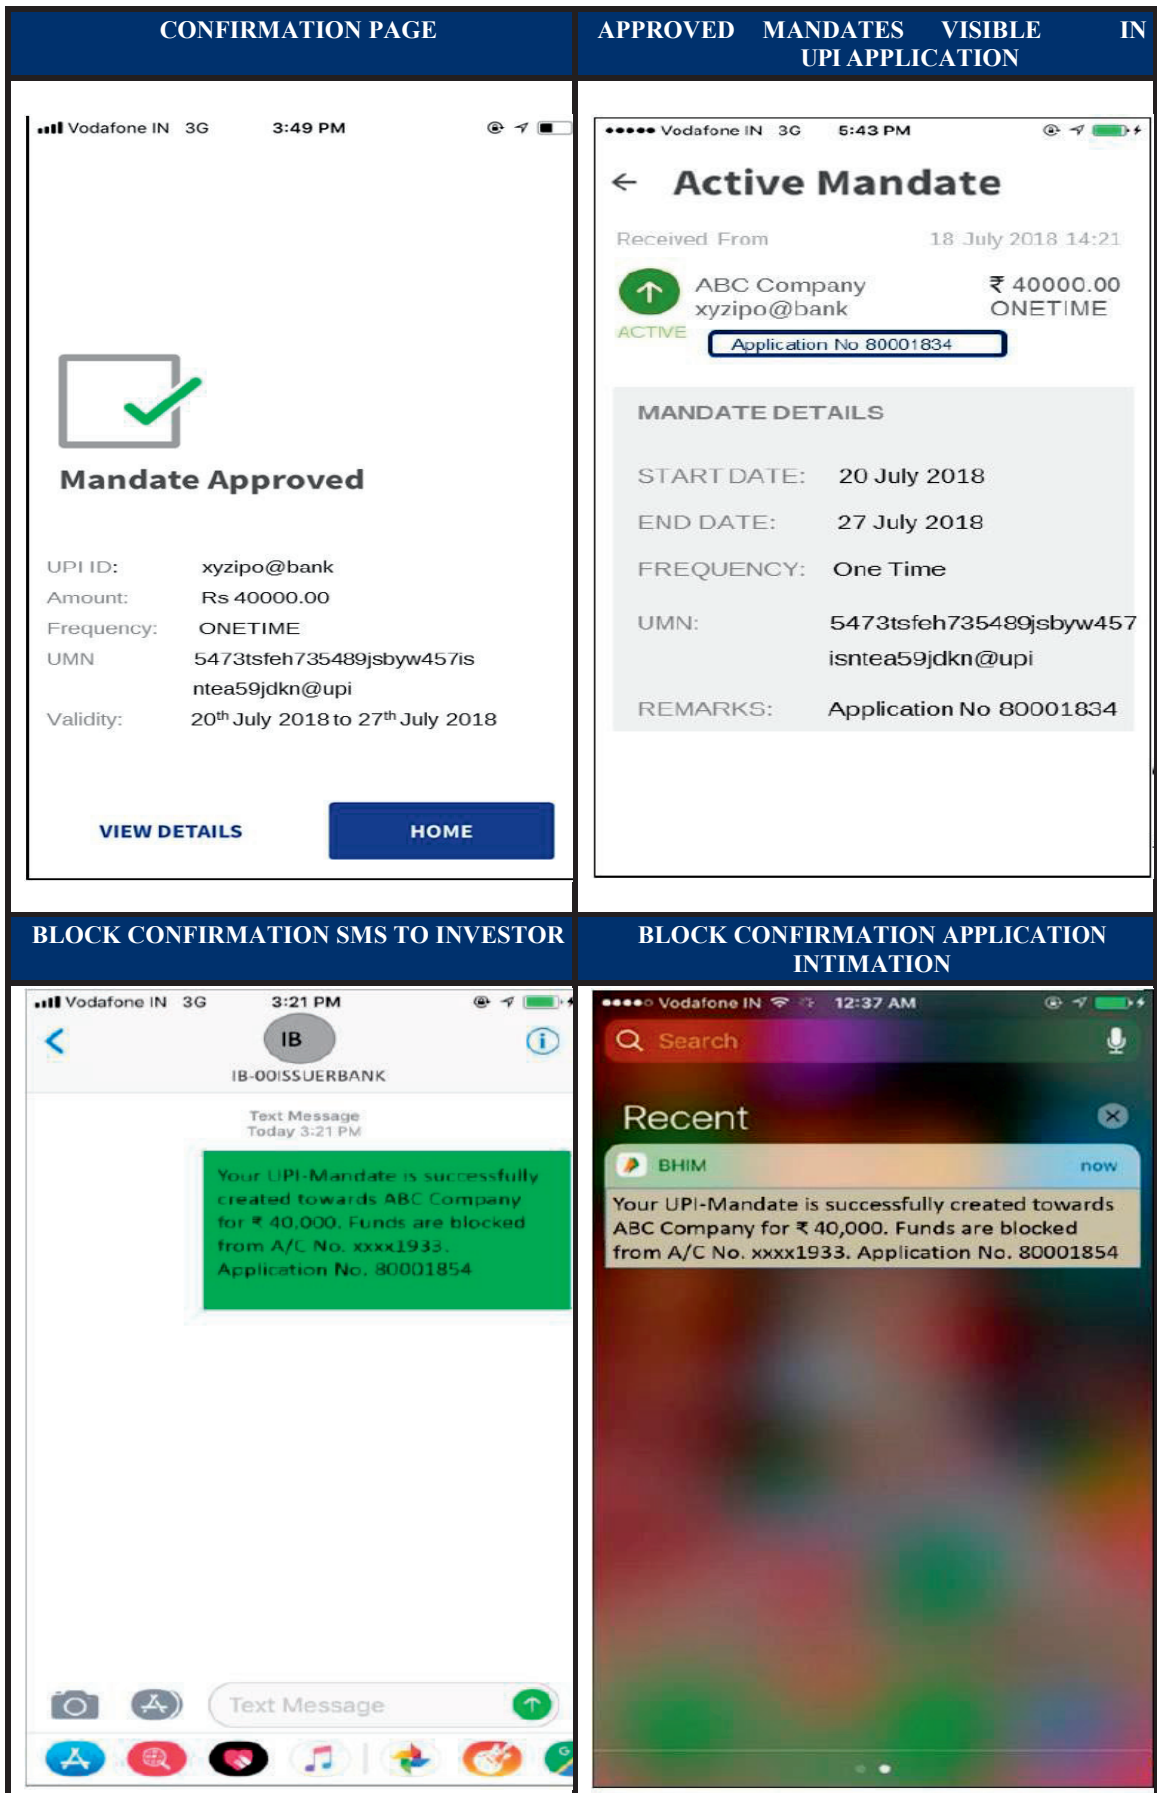 CONFIRMATION PAGE
APPROVED MANDATES VISIBLE IN
UPI APPLICATION
Vodafone IN 3G 3:49 PM
Mandate Approved
UPI ID: xyzipo@bank
Amount: Rs 40000.00
Frequency: ONETIME
UMN 5473tsfeh735489jsbyw457is
ntea59jdkn@upi
Validity: 20th July 2018 to 27th July 2018
VIEW DETAILS HOME
Vodafone IN 3G 5:43 PM
← Active Mandate
Received From 18 July 2018 14:21
ABC Company ₹ 40000.00
xyzipo@bank ONETIME
ACTIVE
Application No 80001834
MANDATE DETAILS
START DATE: 20 July 2018
END DATE: 27 July 2018
FREQUENCY: One Time
UMN: 5473tsfeh735489jsbyw457
isntea59jdkn@upi
REMARKS: Application No 80001834
BLOCK CONFIRMATION SMS TO INVESTOR
BLOCK CONFIRMATION APPLICATION
INTIMATION
Vodafone IN 3G 3:21 PM
IB
IB-00ISSUERBANK
Text Message
Today 3:21 PM
Your UPI-Mandate is successfully
created towards ABC Company
for ₹ 40,000. Funds are blocked
from A/C No. xxxx1933.
Application No. 80001854
Text Message
Vodafone IN 12:37 AM
Search
Recent
BHIM now
Your UPI-Mandate is successfully created towards
ABC Company for ₹ 40,000. Funds are blocked
from A/C No. xxxx1933. Application No. 80001854